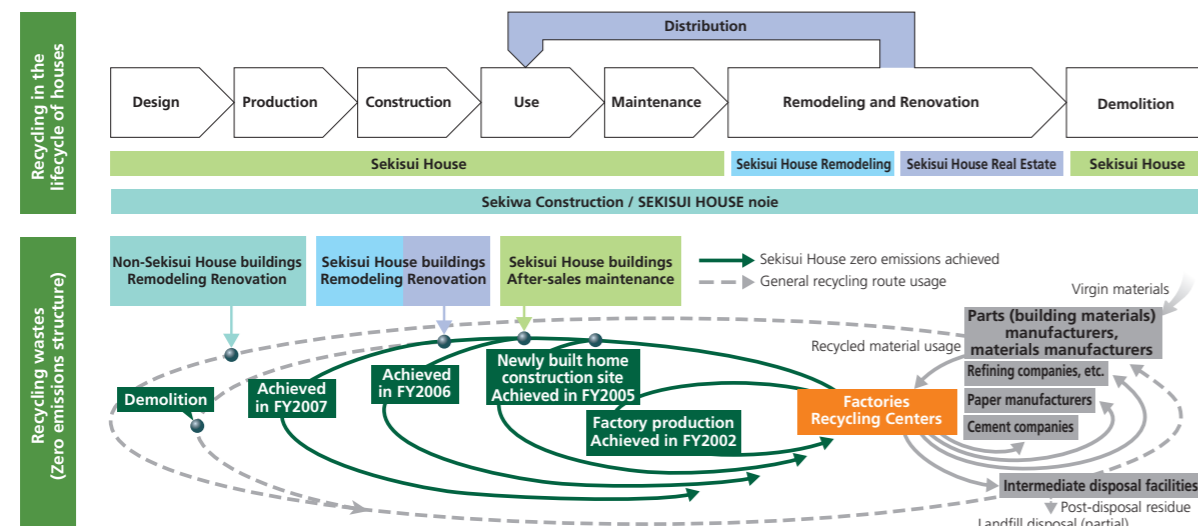 Recycling in the
lifecycle of houses
Distribution
Design
Production
Construction
Use
Maintenance
Remodeling and Renovation
Demolition
Sekisui House
Sekisui House Remodeling
Sekisui House Real Estate
Sekisui House
Sekiwa Construction / SEKISUI HOUSE noie
Recycling wastes
(Zero emissions structure)
Non-Sekisui House buildings
Remodeling Renovation
Sekisui House buildings
Remodeling Renovation
Sekisui House buildings
After-sales maintenance
Sekisui House zero emissions achieved
General recycling route usage
Virgin materials
Parts (building materials)
manufacturers,
materials manufacturers
Recycled material usage
Refining companies, etc.
Paper manufacturers
Cement companies
Demolition
Achieved
in FY2007
Achieved
in FY2006
Newly built home
construction site
Achieved in FY2005
Factory production
Achieved in FY2002
Factories
Recycling Centers
Intermediate disposal facilities
Post-disposal residue
Landfill disposal (partial)